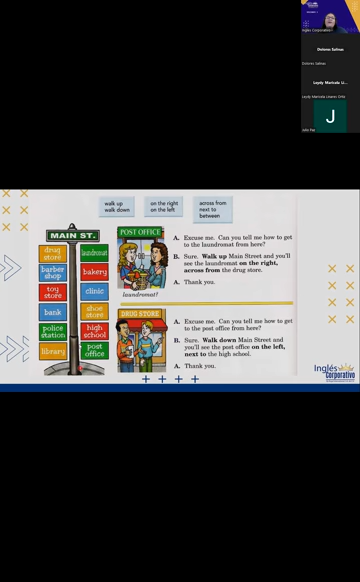 Inglés Corporativo
Dolores Salinas
Dolores Salinas
Leydy Maricela Li...
Leydy Maricela Linares Ortiz
J
walk up
walk down
on the right
on the left
across from
next to
between
MAIN ST.
drug store
laundromat
barber shop
bakery
toy store
clinic
bank
shoe store
police station
high school
library
post office
POST OFFICE
laundromat?
A. Excuse me. Can you tell me how to get
to the laundromat from here?
B. Sure. Walk up Main Street and you'll
see the laundromat on the right,
across from the drug store.
A. Thank you.
DRUG STORE
A. Excuse me. Can you tell me how to get
to the post office from here?
B. Sure. Walk down Main Street and
you'll see the post office on the left,
next to the high school.
A. Thank you.
Inglés
Corporativo